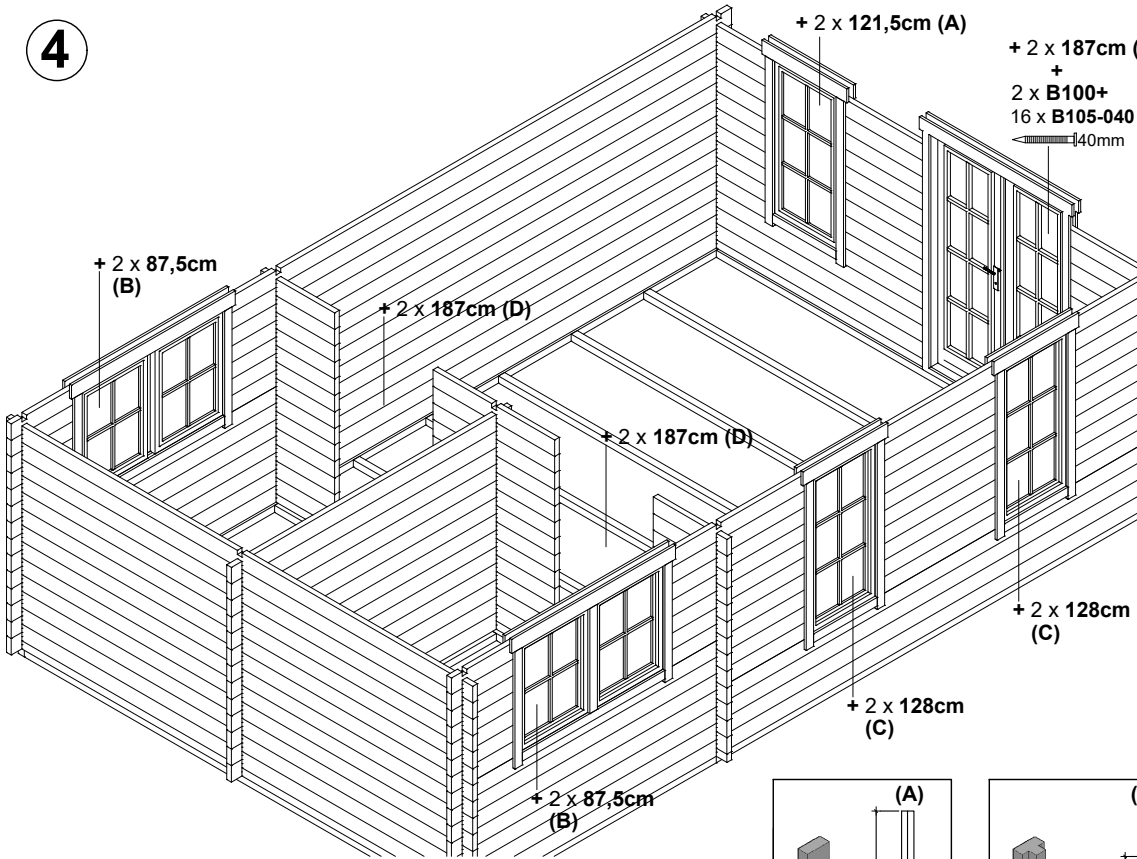 4
+ 2 x 121,5cm (A)
+ 2 x 187cm (
+
2 x B100+
16 x B105-040
40mm
+ 2 x 87,5cm
(B)
+ 2 x 187cm (D)
+ 2 x 187cm (D)
+ 2 x 128cm
(C)
+ 2 x 128cm
(C)
+ 2 x 87,5cm
(B)
(A)
(